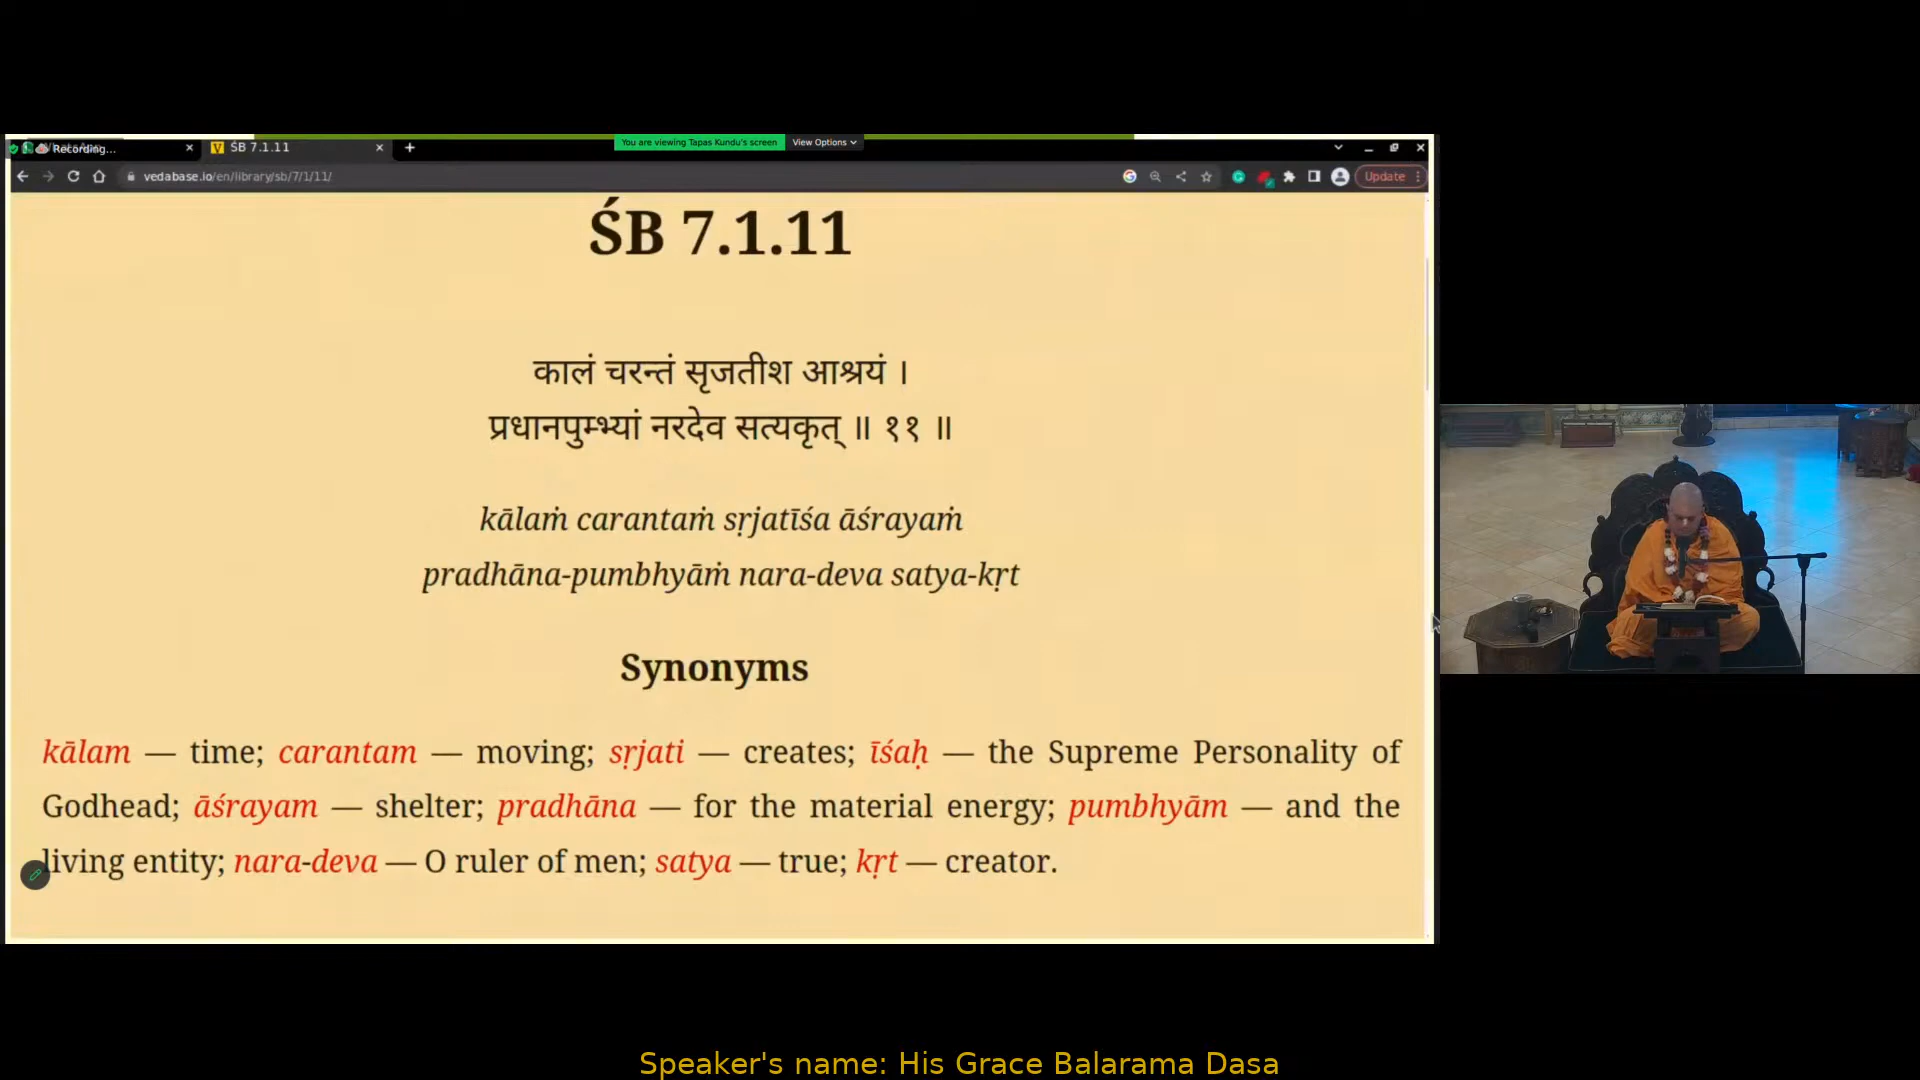 Recording...
ŚB 7.1.11
You are viewing Tapas Kundu's screen
View Options
vedabase.io/en/library/sb/7/1/11/
Update
ŚB 7.1.11
कालं चरन्तं सृजतीश आश्रयं ।
प्रधानपुम्भ्यां नरदेव सत्यकृत् ॥ ११ ॥
kālaṁ carantaṁ sṛjatīśa āśrayaṁ
pradhāna-pumbhyāṁ nara-deva satya-kṛt
Synonyms
kālam — time; carantam — moving; sṛjati — creates; īśaḥ — the Supreme Personality of
Godhead; āśrayam — shelter; pradhāna — for the material energy; pumbhyām — and the
living entity; nara-deva — O ruler of men; satya — true; kṛt — creator.
Speaker's name: His Grace Balarama Dasa